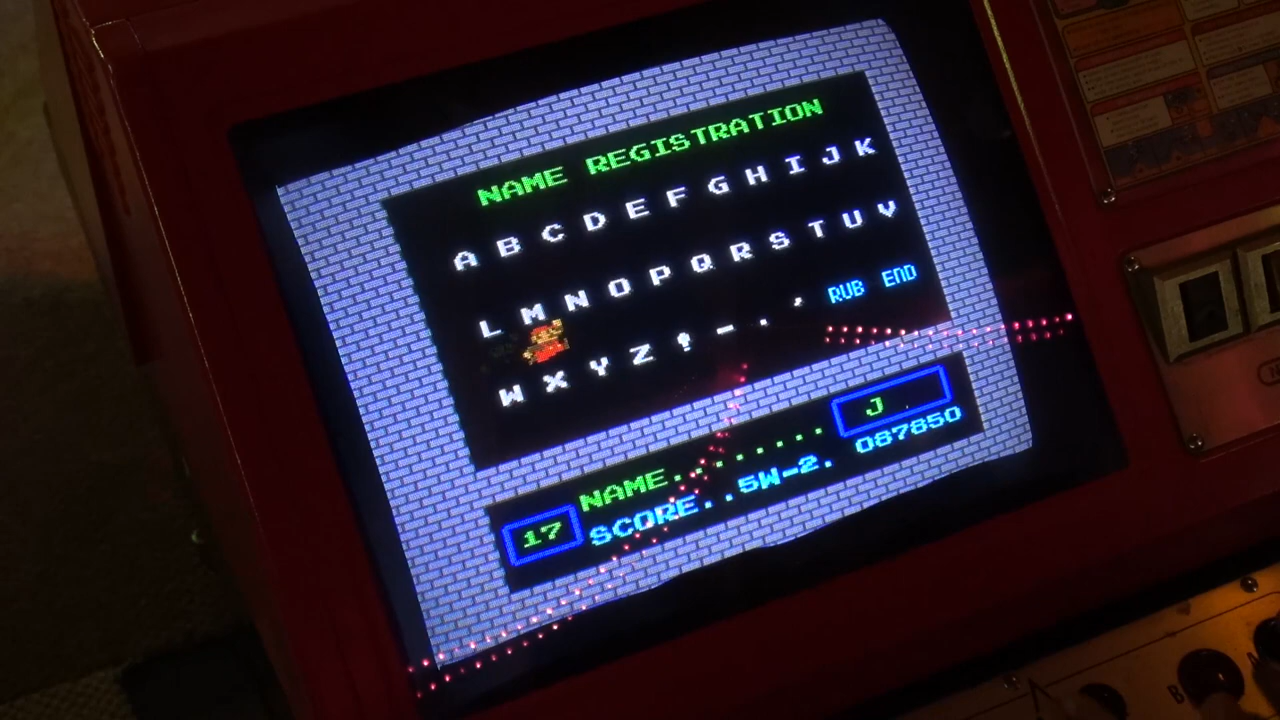 NAME REGISTRATION
A B C D E F G H I J K
L M N O P Q R S T U V
W X Y Z ! - . , RUB END
NAME........ J
17 SCORE..5W-2. 087850
B